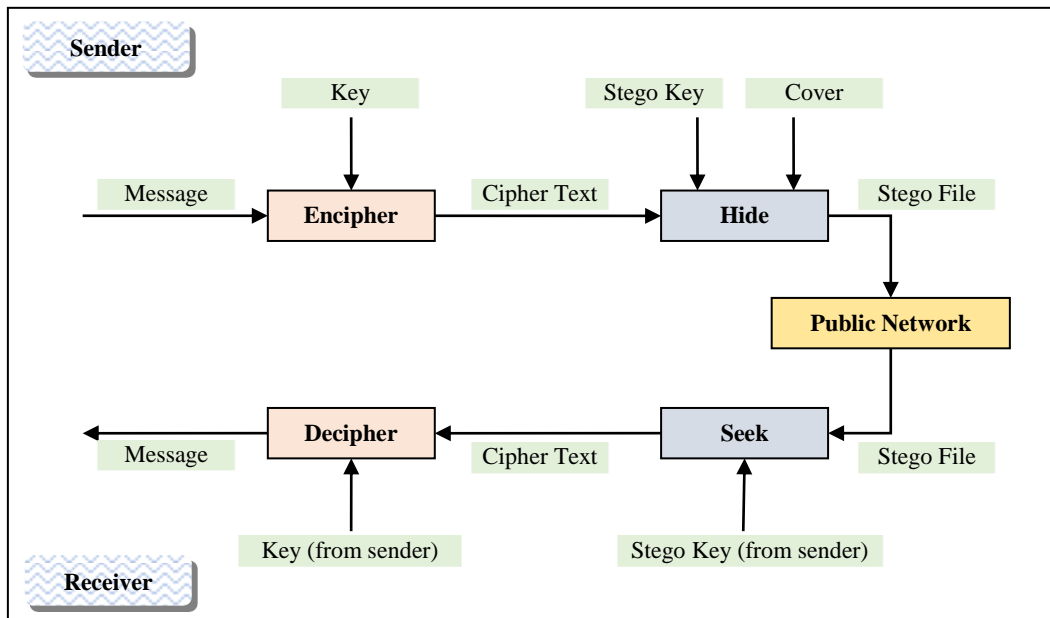 Sender
Key
Stego Key
Cover
Message
Encipher
Cipher Text
Hide
Stego File
Public Network
Decipher
Seek
Message
Cipher Text
Stego File
Key (from sender)
Stego Key (from sender)
Receiver